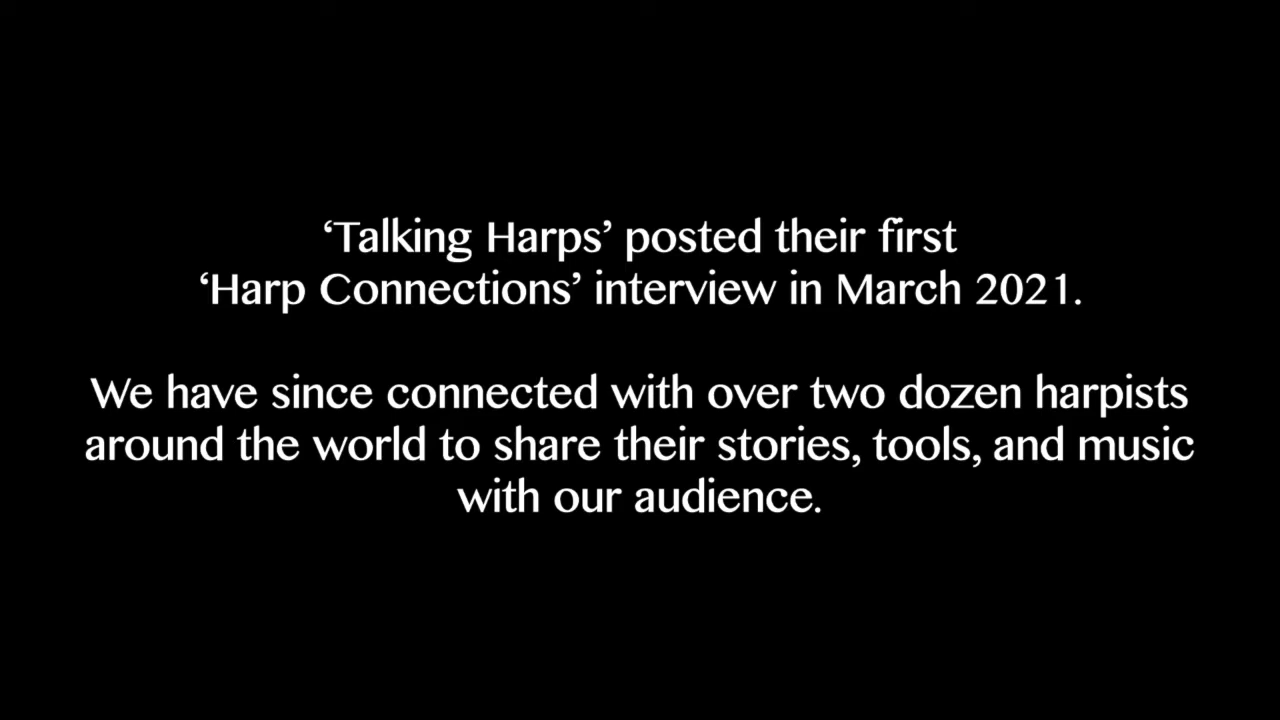 ‘Talking Harps’ posted their first
‘Harp Connections’ interview in March 2021.
We have since connected with over two dozen harpists
around the world to share their stories, tools, and music
with our audience.